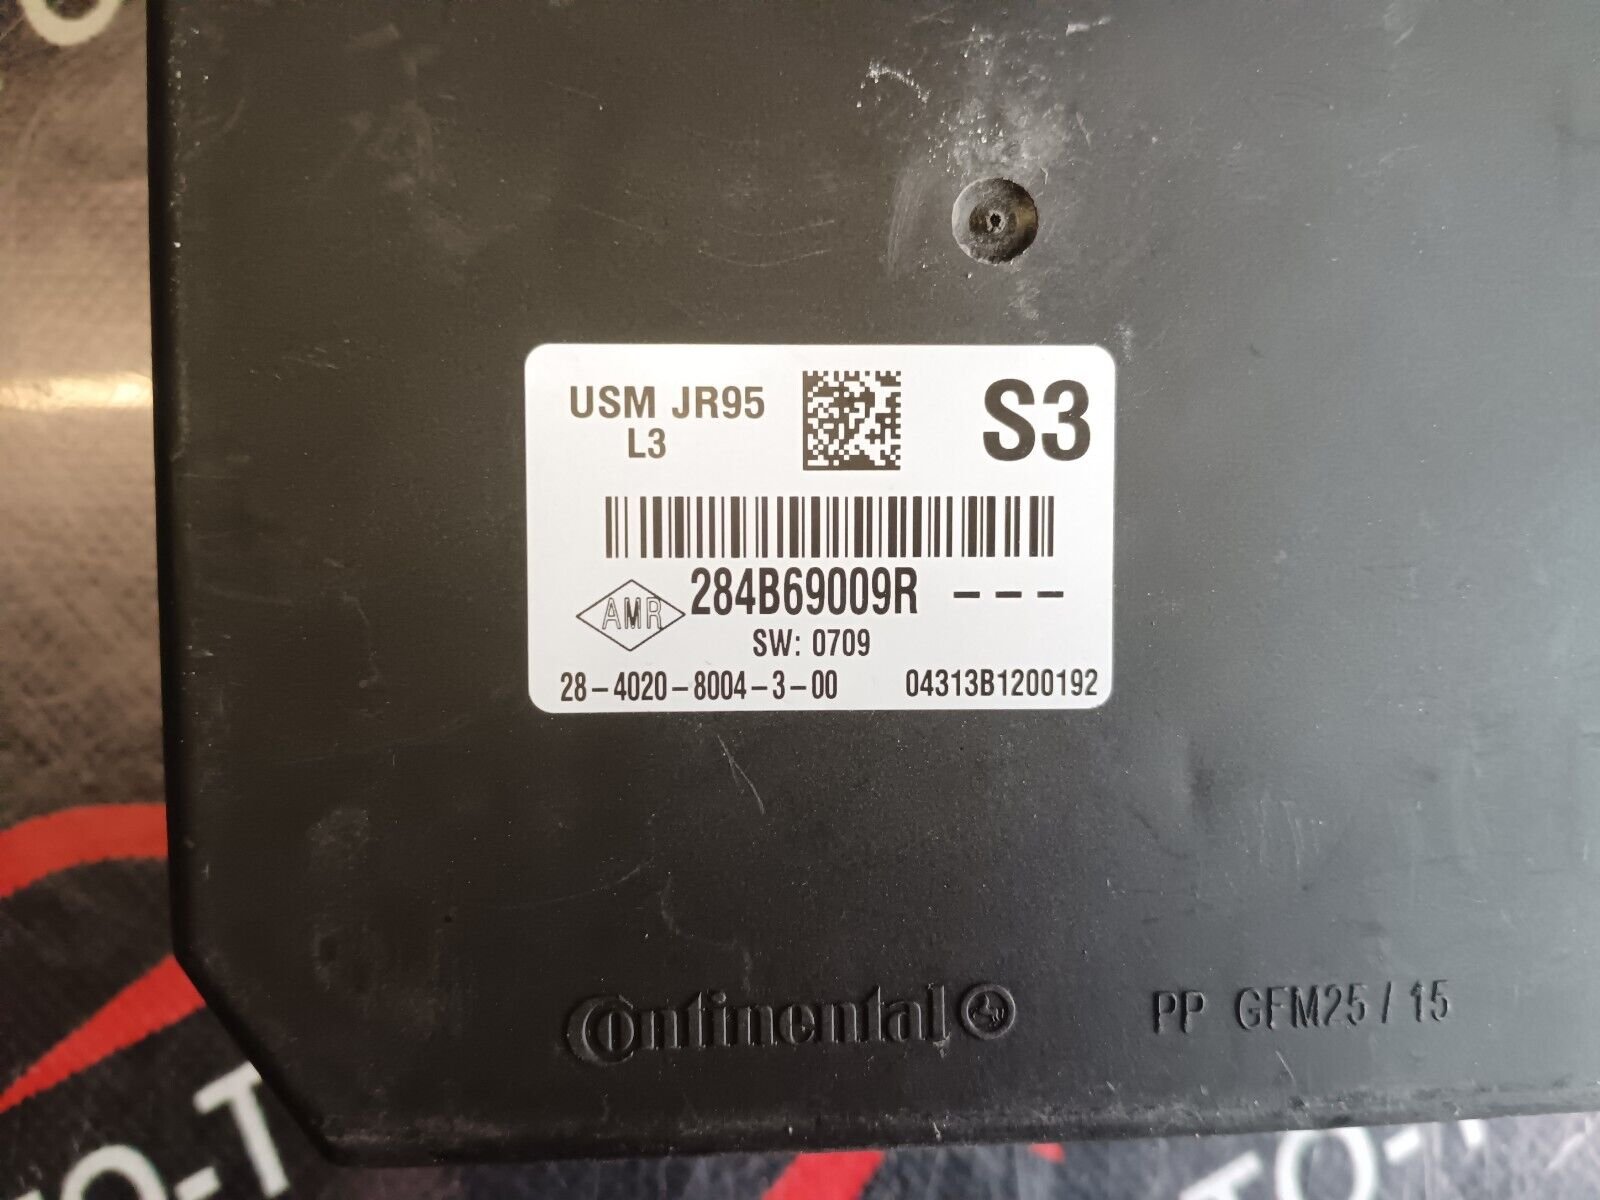 USM JR95
L3
S3
AMR 284B69009R ---
SW: 0709
28-4020-8004-3-00 04313B1200192
Continental
PP GFM25/15